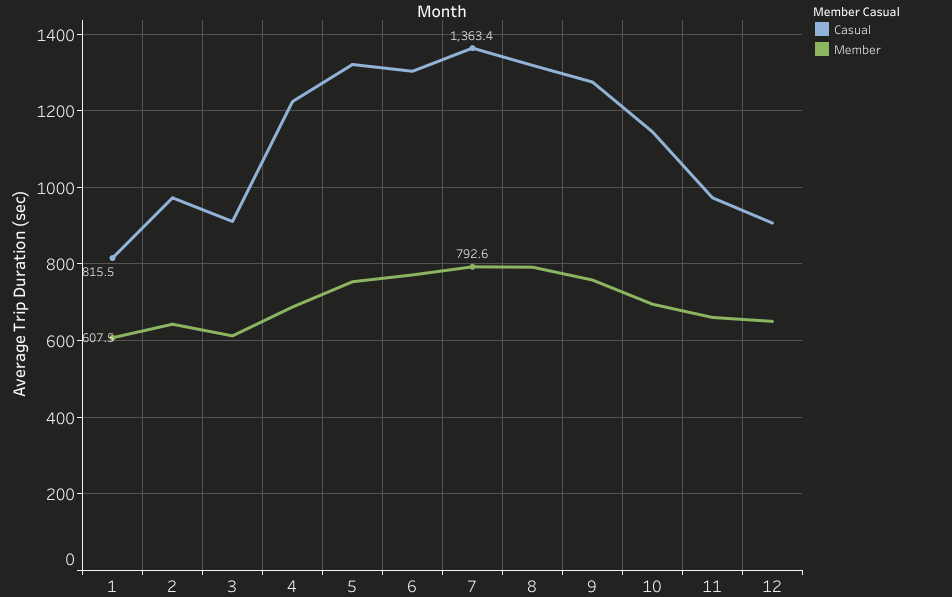 Month
Member Casual
Casual
Member
1400
1200
1000
800
600
400
200
0
Average Trip Duration (sec)
1,363.4
815.5
792.6
607.5
1 2 3 4 5 6 7 8 9 10 11 12